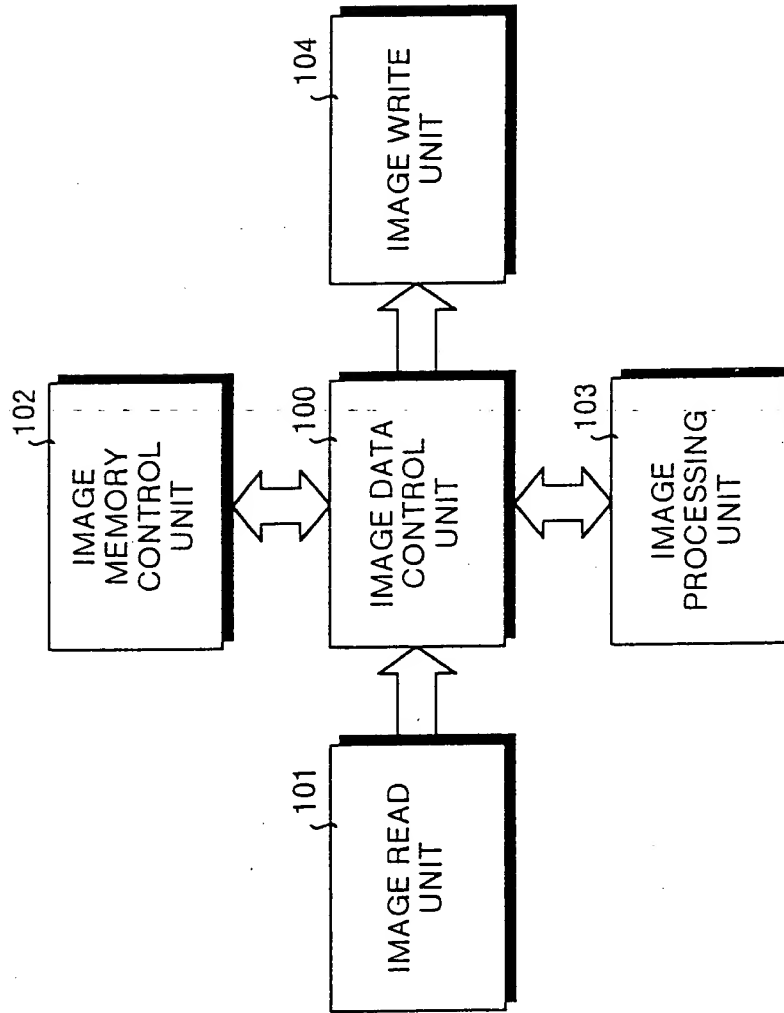 102
IMAGE
MEMORY
CONTROL
UNIT
101
IMAGE READ
UNIT
100
IMAGE DATA
CONTROL
UNIT
104
IMAGE WRITE
UNIT
103
IMAGE
PROCESSING
UNIT